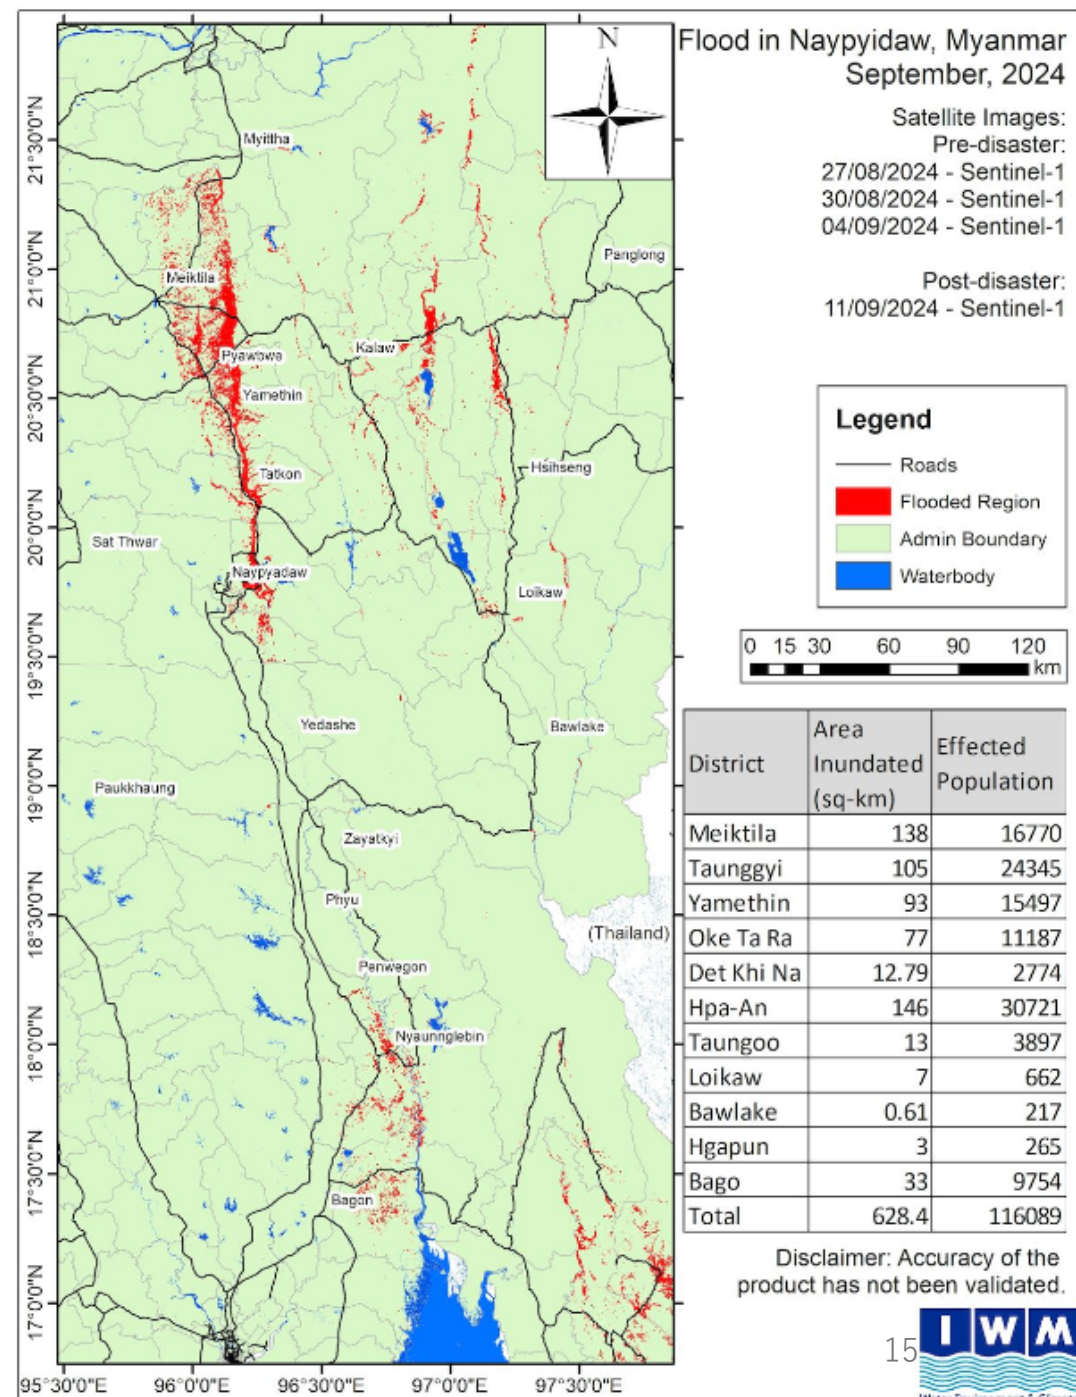 N
Flood in Naypyidaw, Myanmar
September, 2024
Satellite Images:
Pre-disaster:
27/08/2024 - Sentinel-1
30/08/2024 - Sentinel-1
04/09/2024 - Sentinel-1
Post-disaster:
11/09/2024 - Sentinel-1
Legend
Roads
Flooded Region
Admin Boundary
Waterbody
0 15 30 60 90 120
km
District Area Inundated (sq-km) Effected Population
Meiktila 138 16770
Taunggyi 105 24345
Yamethin 93 15497
Oke Ta Ra 77 11187
Det Khi Na 12.79 2774
Hpa-An 146 30721
Taungoo 13 3897
Loikaw 7 662
Bawlake 0.61 217
Hgapun 3 265
Bago 33 9754
Total 628.4 116089
Disclaimer: Accuracy of the
product has not been validated.
15
IWM
Myittha
Panglong
Meiktila
Kalaw
Pyawbwe
Yamethin
Hsihseng
Tatkon
Sat Thwar
Naypyadaw
Loikaw
Yedashe
Bawlake
Paukkhaung
Zayatkyi
Phyu
(Thailand)
Penwegon
Nyaunnglebin
Bagon
21°30'0"N
21°0'0"N
20°30'0"N
20°0'0"N
19°30'0"N
19°0'0"N
18°30'0"N
18°0'0"N
17°30'0"N
17°0'0"N
95°30'0"E 96°0'0"E 96°30'0"E 97°0'0"E 97°30'0"E